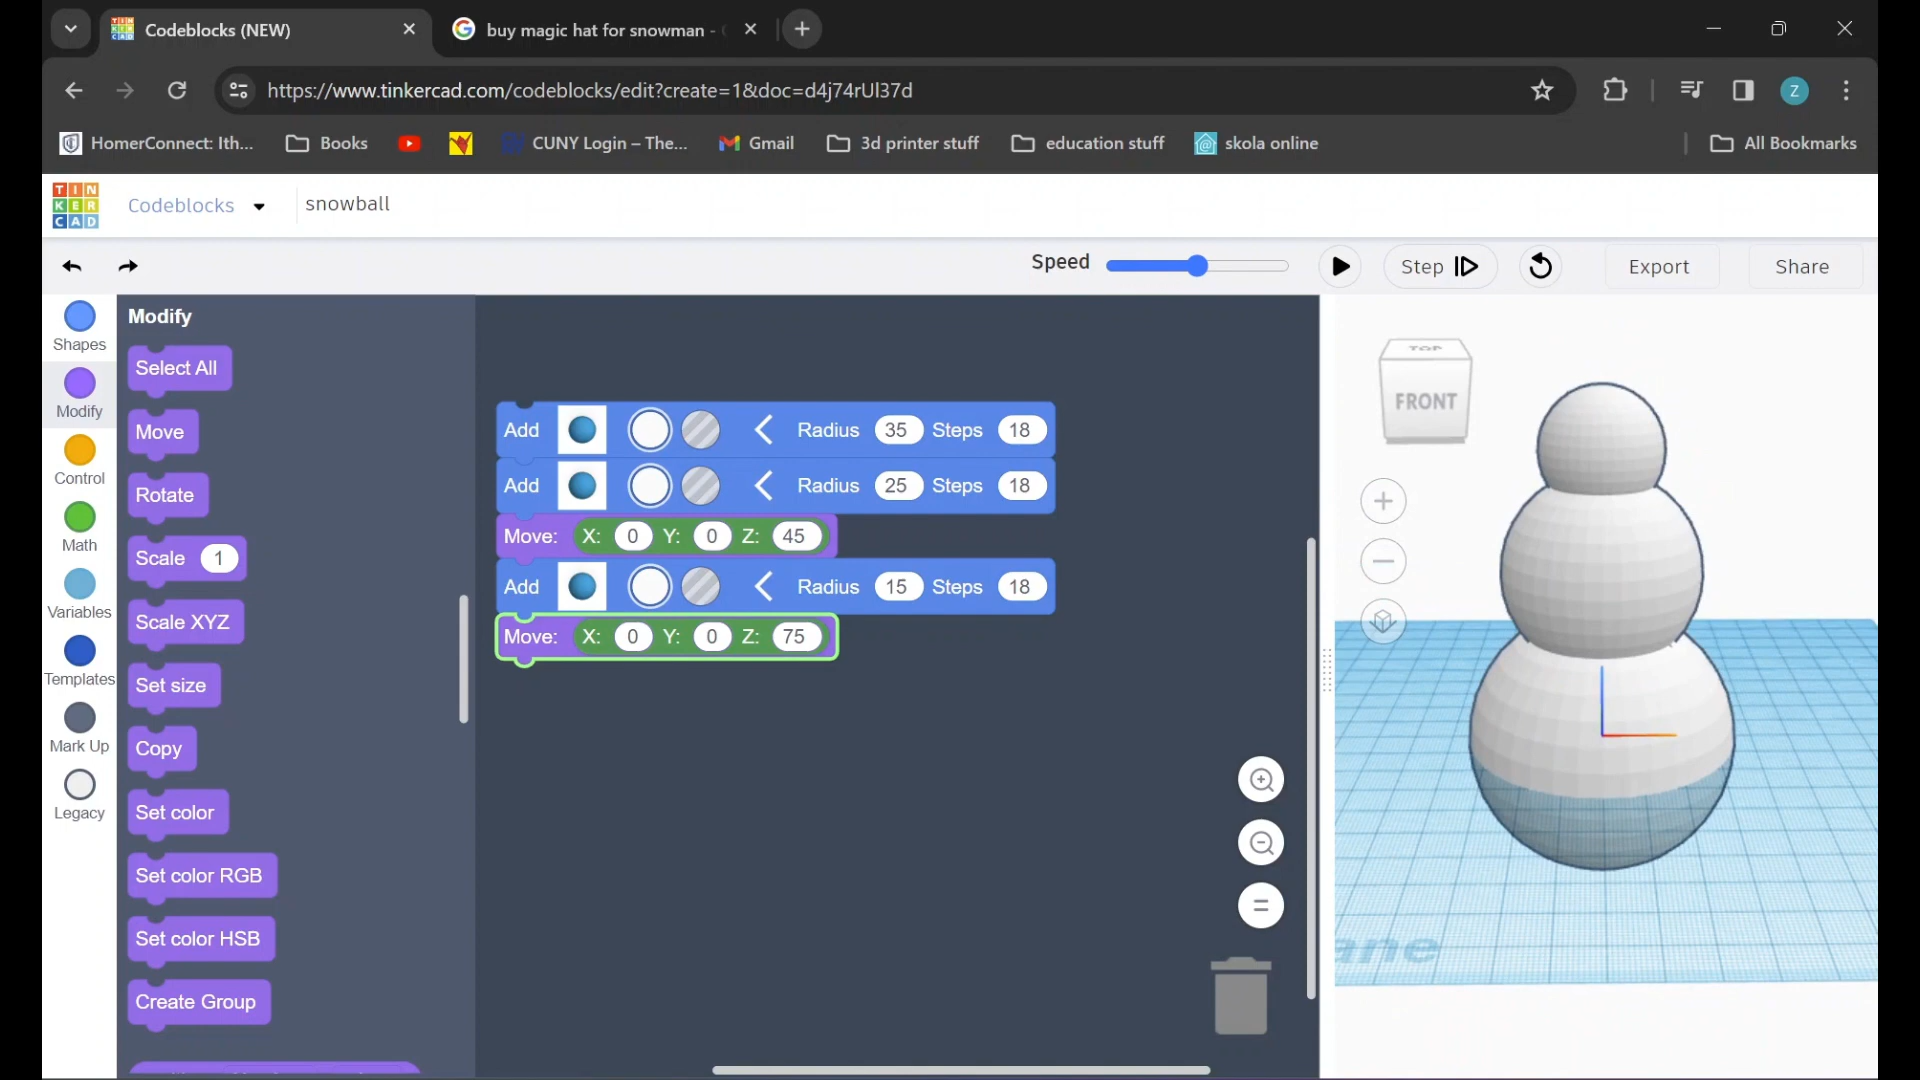 Codeblocks (NEW)
buy magic hat for snowman -
https://www.tinkercad.com/codeblocks/edit?create=1&doc=d4j74rUl37d
Z
HomerConnect: Ith...
Books
CUNY Login – The...
Gmail
3d printer stuff
education stuff
skola online
All Bookmarks
TIN
KER
CAD
Codeblocks
snowball
Speed
Step
Export
Share
Shapes
Modify
Control
Math
Variables
Templates
Mark Up
Legacy
Modify
Select All
Move
Rotate
Scale 1
Scale XYZ
Set size
Copy
Set color
Set color RGB
Set color HSB
Create Group
Add Radius 35 Steps 18
Add Radius 25 Steps 18
Move: X: 0 Y: 0 Z: 45
Add Radius 15 Steps 18
Move: X: 0 Y: 0 Z: 75
TOP
FRONT
ane